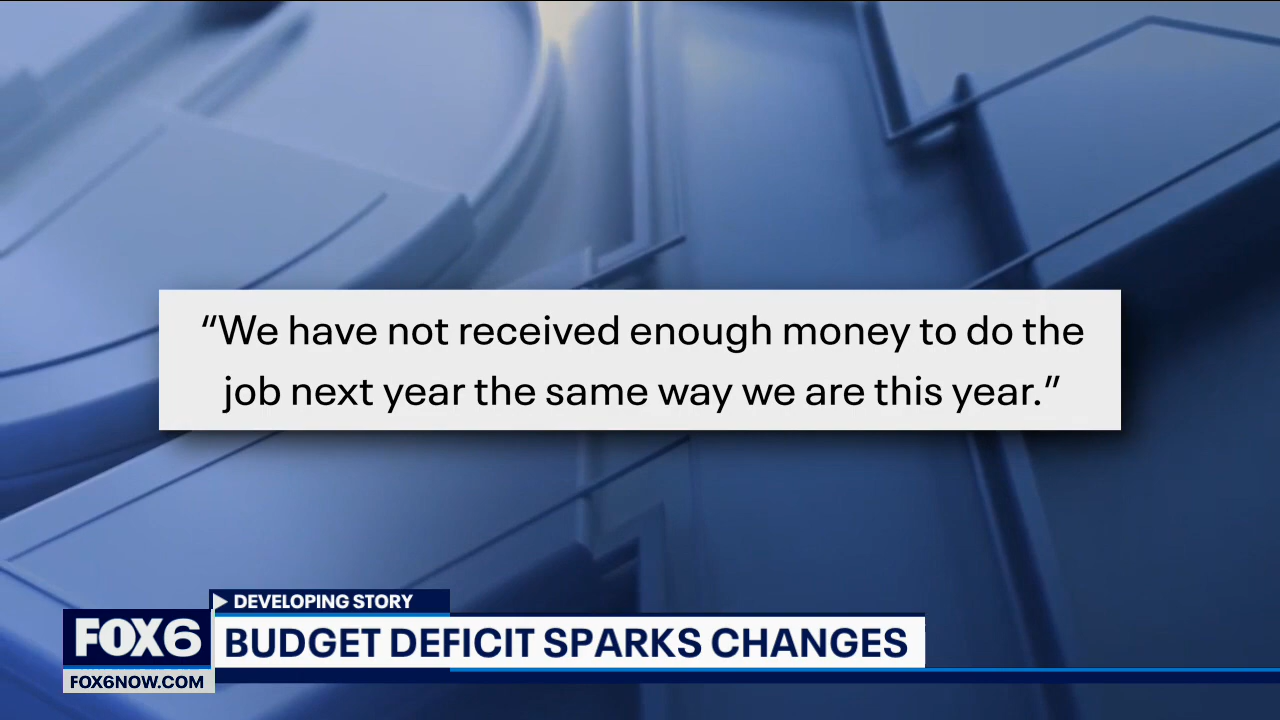 “We have not received enough money to do the
job next year the same way we are this year.”
DEVELOPING STORY
FOX6
BUDGET DEFICIT SPARKS CHANGES
FOX6NOW.COM